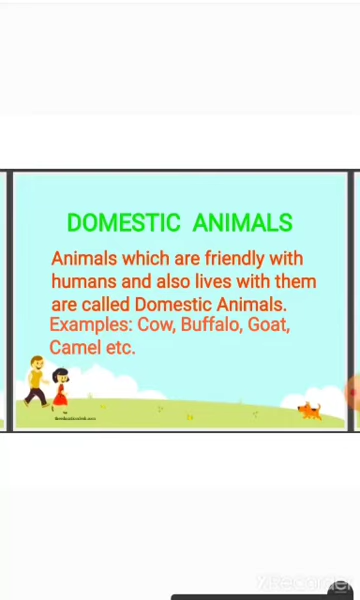 DOMESTIC ANIMALS
Animals which are friendly with
humans and also lives with them
are called Domestic Animals.
Examples: Cow, Buffalo, Goat,
Camel etc.